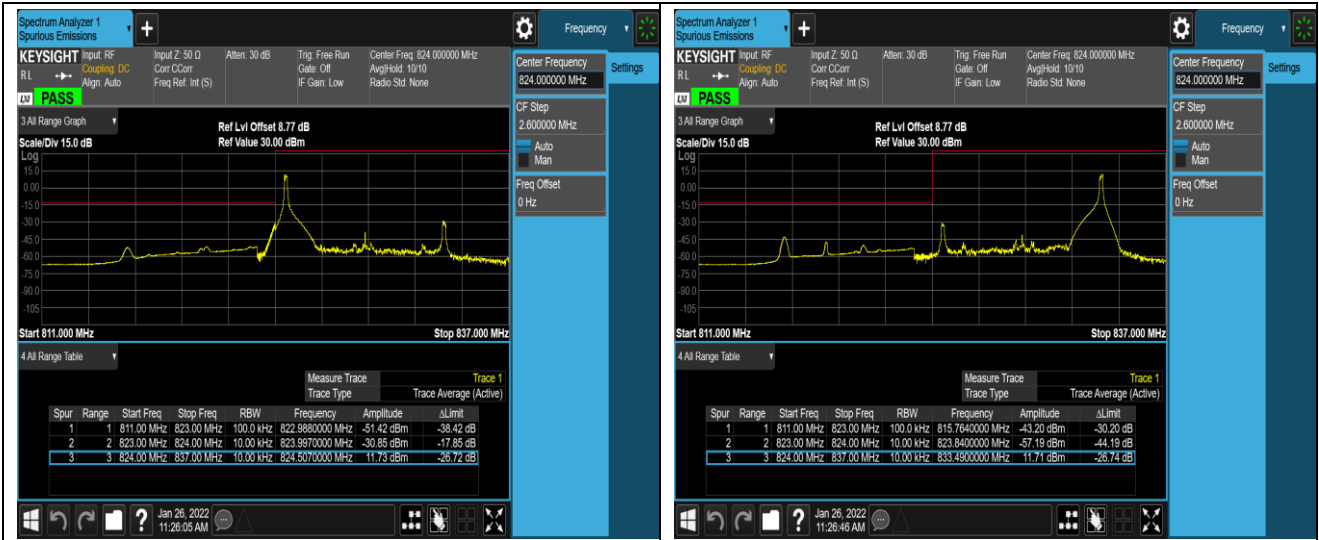 Spectrum Analyzer 1
Spurious Emissions
+
Frequency
KEYSIGHT
Input: RF
Coupling: DC
Align: Auto
Input Z: 50 Ω
Corr CCorr
Freq Ref: Int (S)
Atten: 30 dB
Trig: Free Run
Gate: Off
IF Gain: Low
Center Freq: 824.000000 MHz
Avg|Hold: 10/10
Radio Std: None
R L
LXI
PASS
Center Frequency
824.000000 MHz
Settings
CF Step
2.600000 MHz
Auto
Man
Freq Offset
0 Hz
3 All Range Graph
Ref Lvl Offset 8.77 dB
Scale/Div 15.0 dB
Ref Value 30.00 dBm
Log
15.0
0.00
-15.0
-30.0
-45.0
-60.0
-75.0
-90.0
-105
Start 811.000 MHz
Stop 837.000 MHz
4 All Range Table
Measure Trace Trace 1
Trace Type Trace Average (Active)
Spur Range Start Freq Stop Freq RBW Frequency Amplitude ΔLimit
1 1 811.00 MHz 823.00 MHz 100.0 kHz 822.9880000 MHz -51.42 dBm -38.42 dB
2 2 823.00 MHz 824.00 MHz 10.00 kHz 823.9970000 MHz -30.85 dBm -17.85 dB
3 3 824.00 MHz 837.00 MHz 10.00 kHz 824.5070000 MHz 11.73 dBm -26.72 dB
?
Jan 26, 2022
11:26:05 AM
Spectrum Analyzer 1
Spurious Emissions
+
Frequency
KEYSIGHT
Input: RF
Coupling: DC
Align: Auto
Input Z: 50 Ω
Corr CCorr
Freq Ref: Int (S)
Atten: 30 dB
Trig: Free Run
Gate: Off
IF Gain: Low
Center Freq: 824.000000 MHz
Avg|Hold: 10/10
Radio Std: None
R L
LXI
PASS
Center Frequency
824.000000 MHz
Settings
CF Step
2.600000 MHz
Auto
Man
Freq Offset
0 Hz
3 All Range Graph
Ref Lvl Offset 8.77 dB
Scale/Div 15.0 dB
Ref Value 30.00 dBm
Log
15.0
0.00
-15.0
-30.0
-45.0
-60.0
-75.0
-90.0
-105
Start 811.000 MHz
Stop 837.000 MHz
4 All Range Table
Measure Trace Trace 1
Trace Type Trace Average (Active)
Spur Range Start Freq Stop Freq RBW Frequency Amplitude ΔLimit
1 1 811.00 MHz 823.00 MHz 100.0 kHz 815.7640000 MHz -43.20 dBm -30.20 dB
2 2 823.00 MHz 824.00 MHz 10.00 kHz 823.8400000 MHz -57.19 dBm -44.19 dB
3 3 824.00 MHz 837.00 MHz 10.00 kHz 833.4900000 MHz 11.71 dBm -26.74 dB
?
Jan 26, 2022
11:26:46 AM